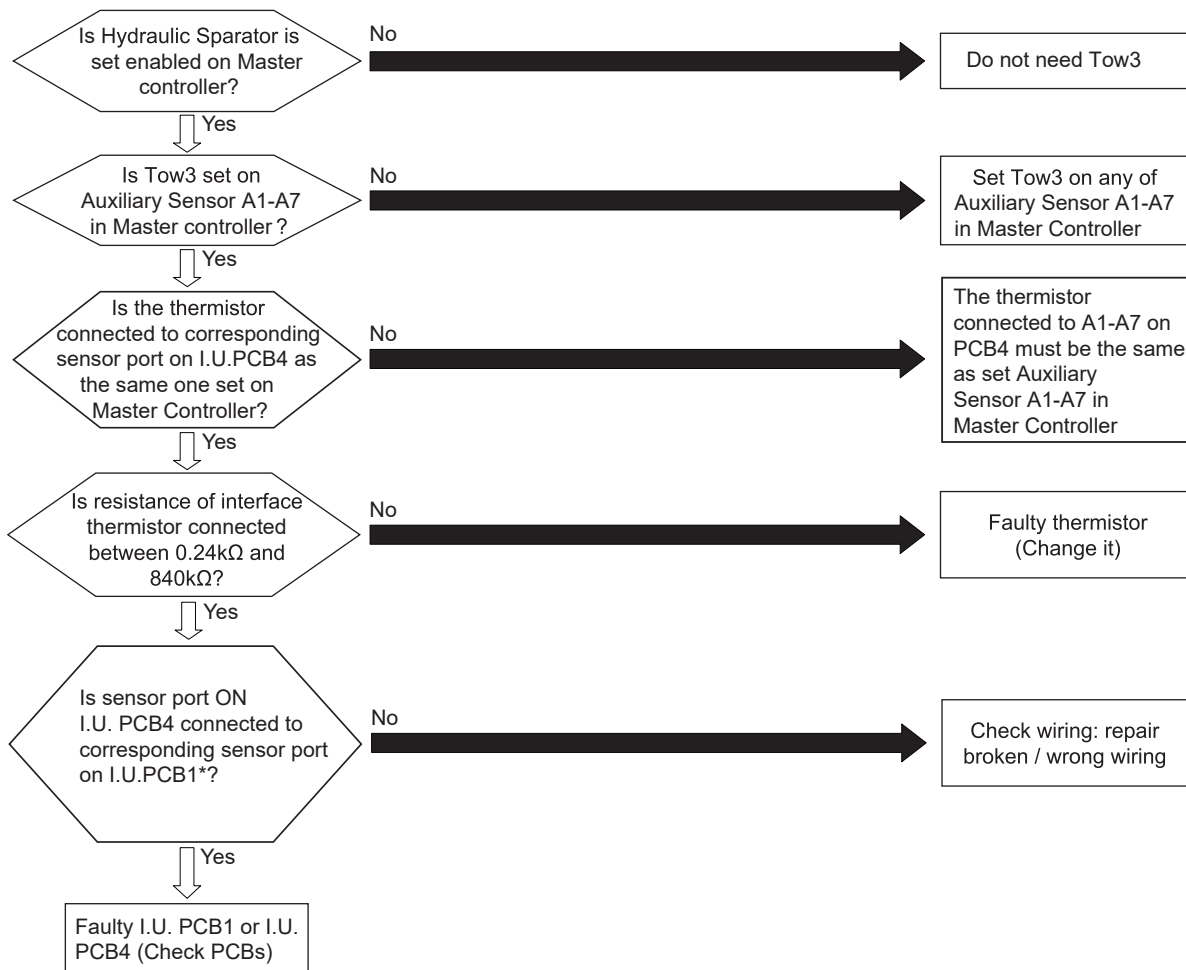 Is Hydraulic Sparator is
set enabled on Master
controller?
No
Do not need Tow3
Yes
Is Tow3 set on
Auxiliary Sensor A1-A7
in Master controller ?
No
Set Tow3 on any of
Auxiliary Sensor A1-A7
in Master Controller
Yes
Is the thermistor
connected to corresponding
sensor port on I.U.PCB4 as
the same one set on
Master Controller?
No
The thermistor
connected to A1-A7 on
PCB4 must be the same
as set Auxiliary
Sensor A1-A7 in
Master Controller
Yes
Is resistance of interface
thermistor connected
between 0.24kΩ and
840kΩ?
No
Faulty thermistor
(Change it)
Yes
Is sensor port ON
I.U. PCB4 connected to
corresponding sensor port
on I.U.PCB1*?
No
Check wiring: repair
broken / wrong wiring
Yes
Faulty I.U. PCB1 or I.U.
PCB4 (Check PCBs)